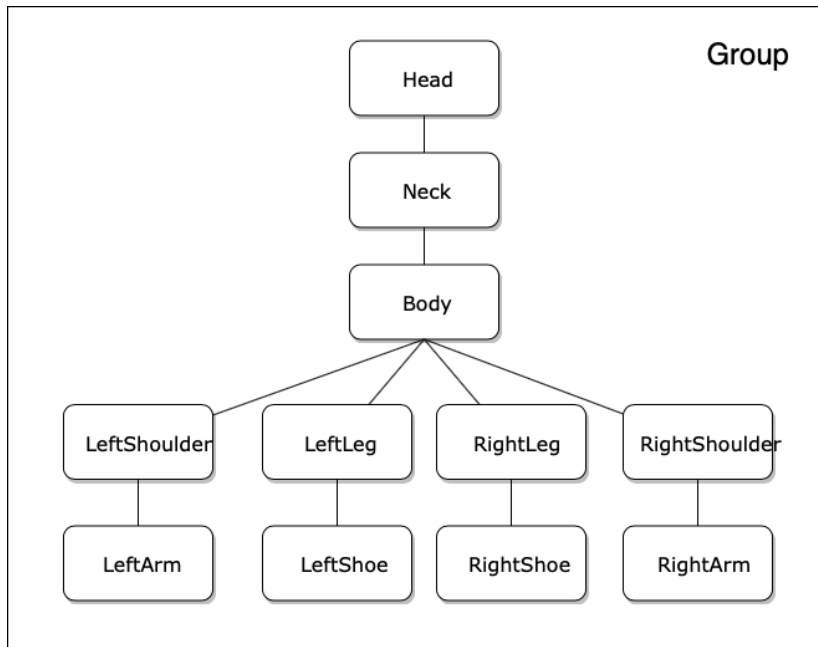 Group
Head
Neck
Body
LeftShoulder
LeftLeg
RightLeg
RightShoulder
LeftArm
LeftShoe
RightShoe
RightArm